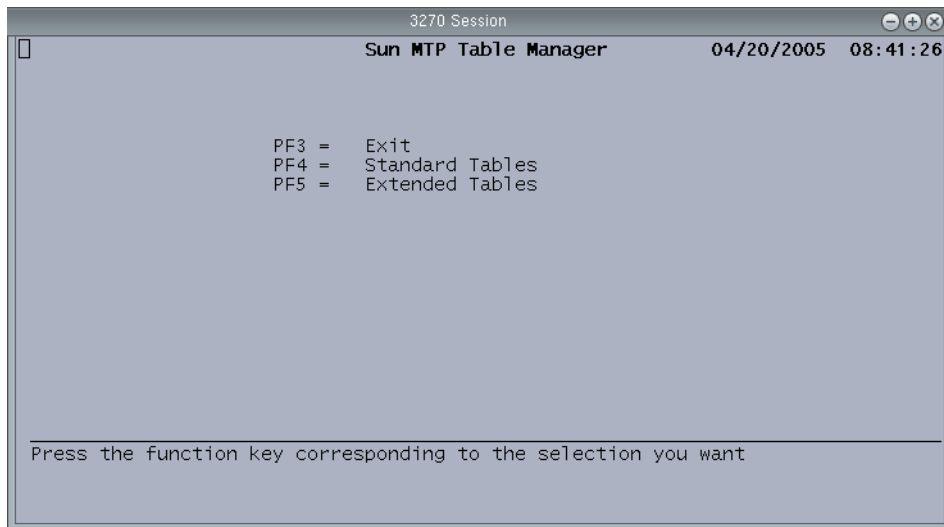 3270 Session
Sun MTP Table Manager 04/20/2005 08:41:26
PF3 = Exit
PF4 = Standard Tables
PF5 = Extended Tables
Press the function key corresponding to the selection you want